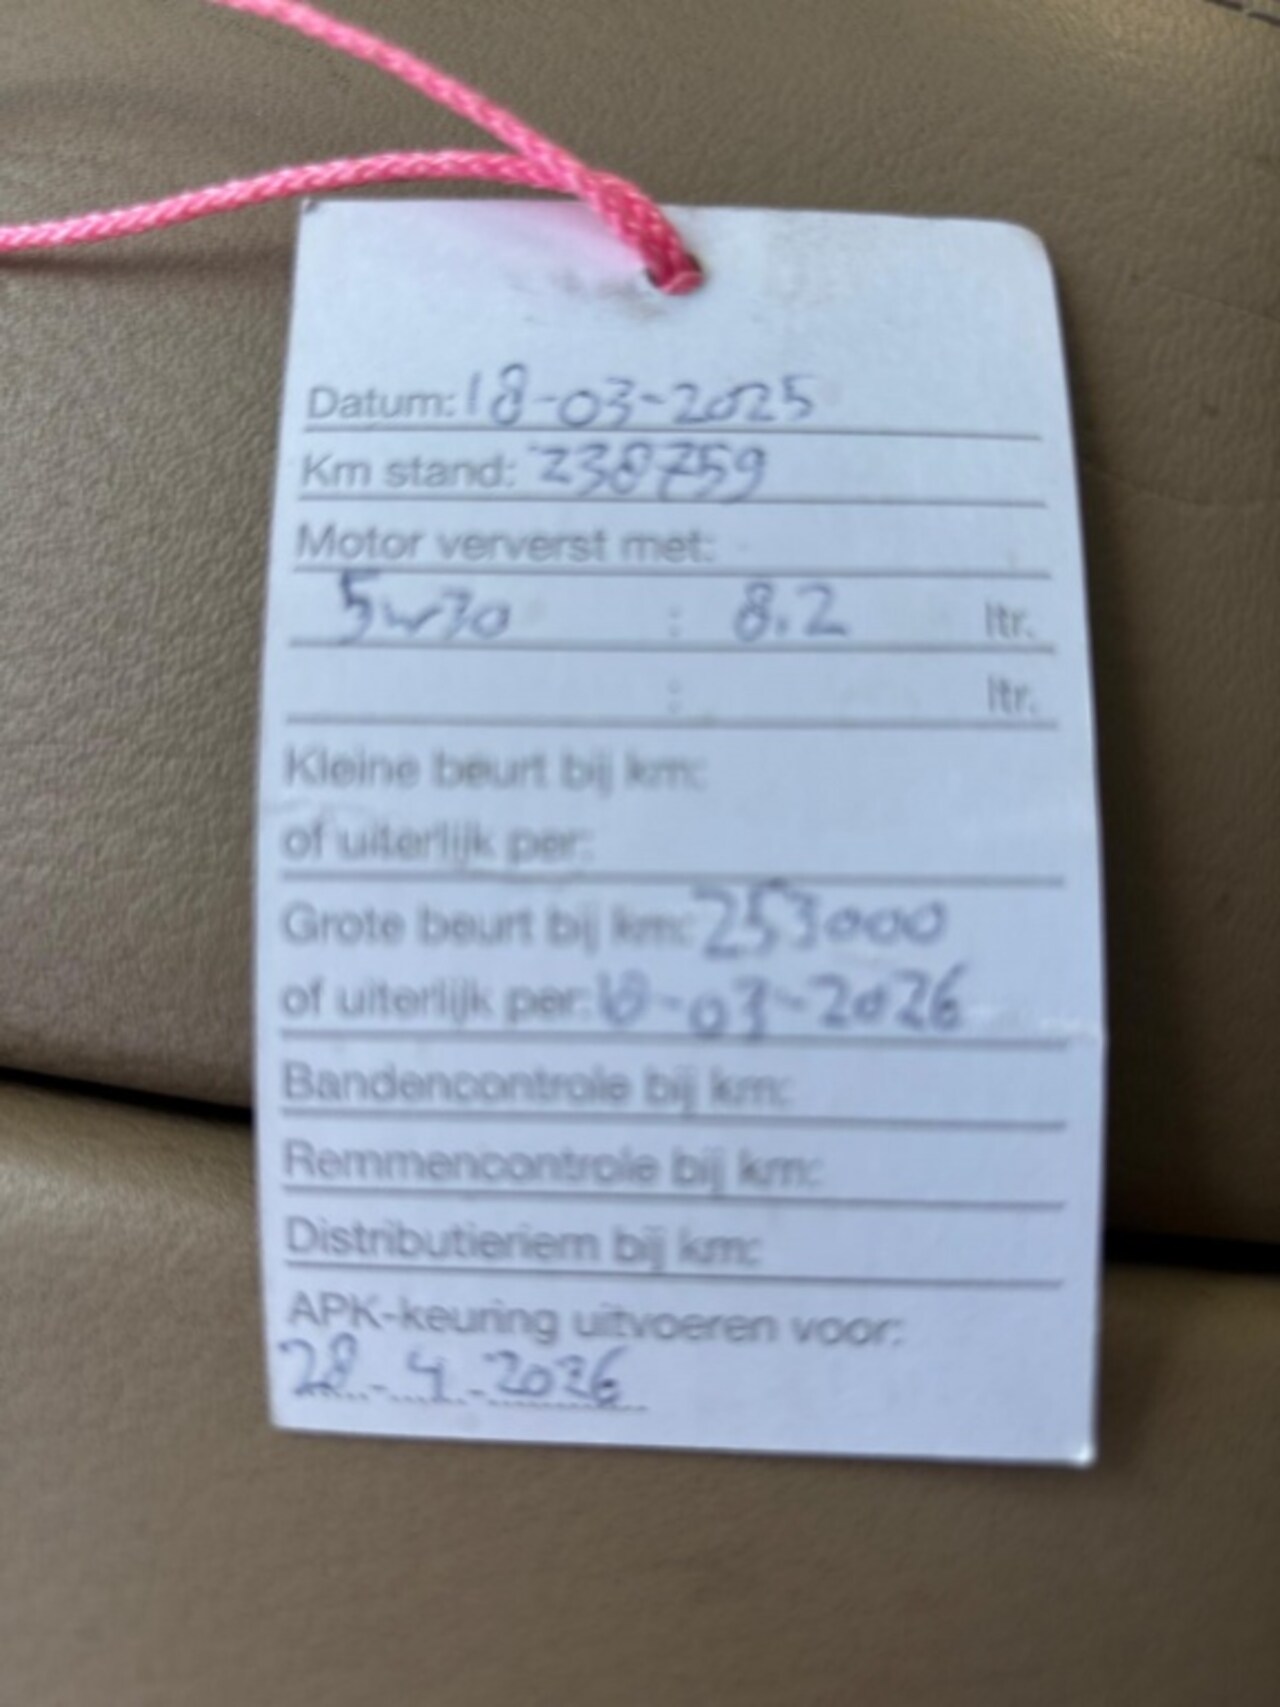 Datum: 18-03-2025
Km stand: 238759
Motor ververst met:
5w30 : 8.2 ltr.
: ltr.
Kleine beurt bij km:
of uiterlijk per:
Grote beurt bij km: 253000
of uiterlijk per: 18-03-2026
Bandencontrole bij km:
Remmencontrole bij km:
Distributieriem bij km:
APK-keuring uitvoeren voor:
28-4-2026